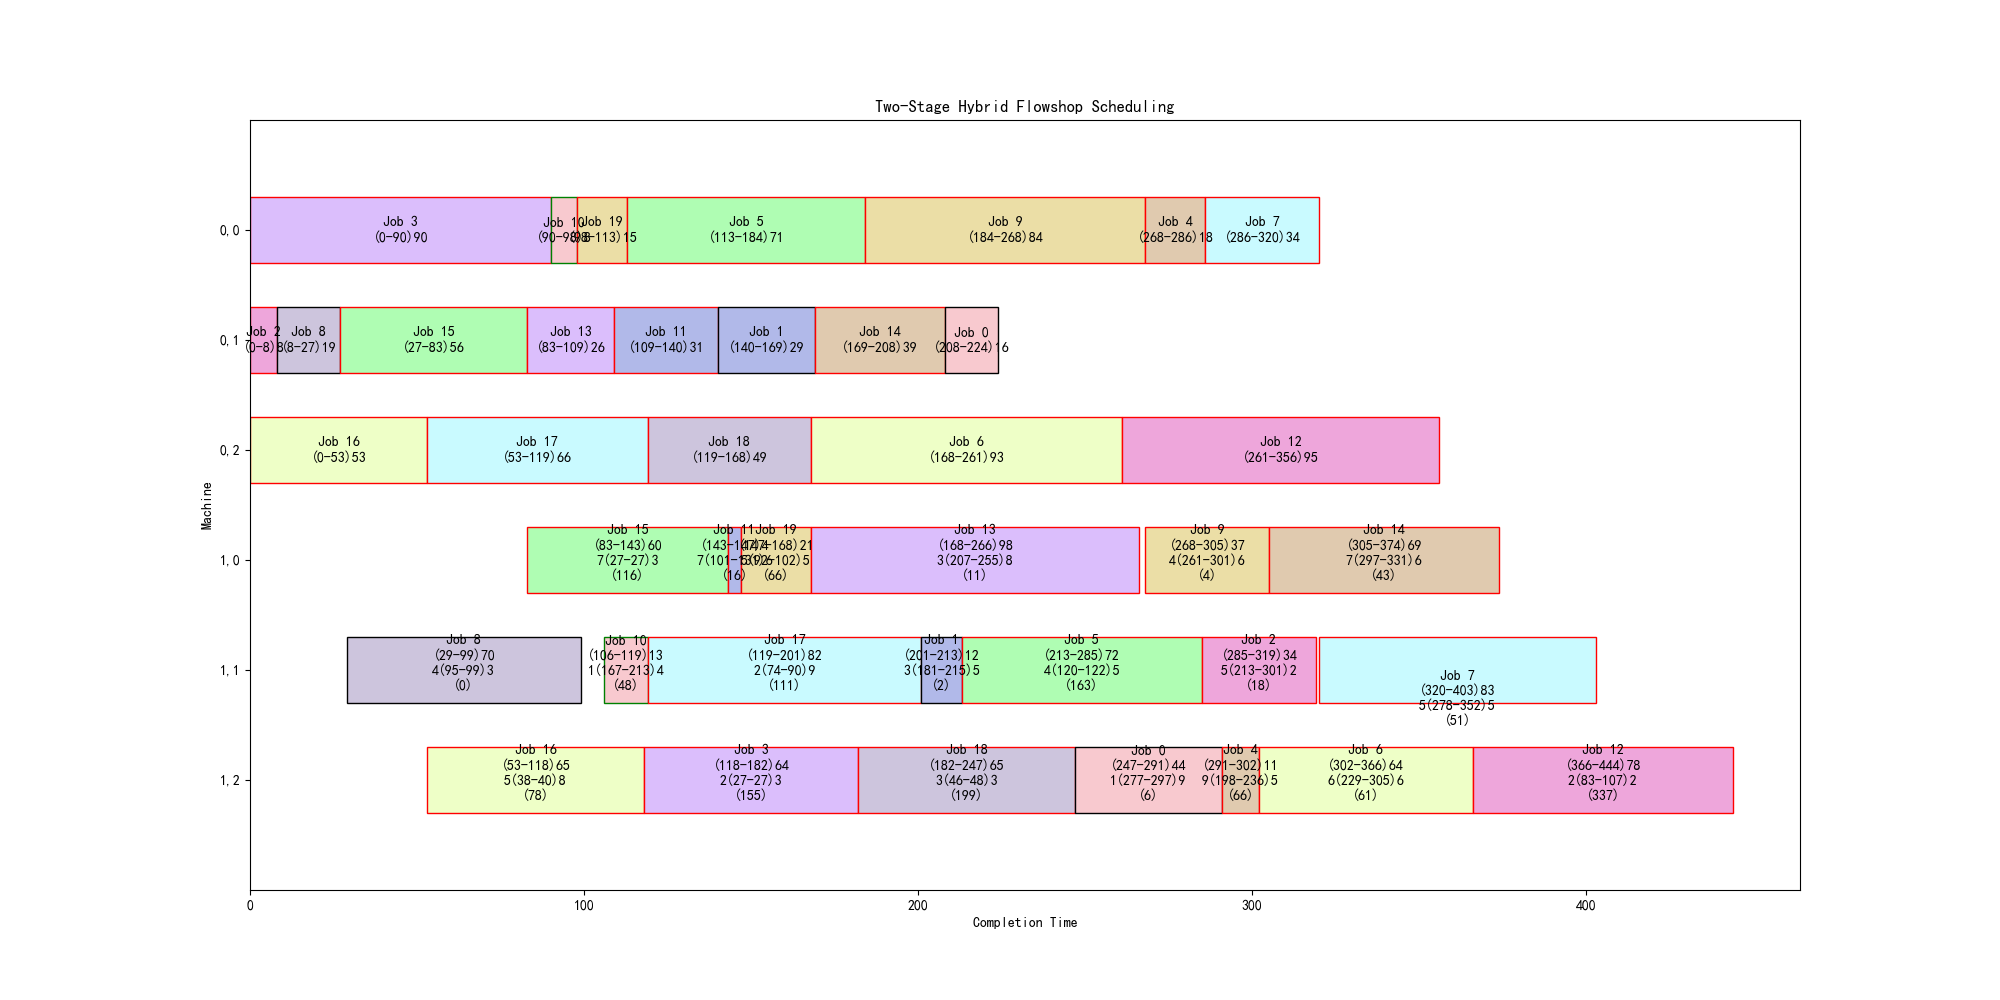 Two-Stage Hybrid Flowshop Scheduling
Machine
0,0
Job 3
(0-90)90
Job 10
(90-98)8
Job 19
(98-113)15
Job 5
(113-184)71
Job 9
(184-268)84
Job 4
(268-286)18
Job 7
(286-320)34
0,1
Job 2
(0-8)8
Job 8
(8-27)19
Job 15
(27-83)56
Job 13
(83-109)26
Job 11
(109-140)31
Job 1
(140-169)29
Job 14
(169-208)39
Job 0
(208-224)16
0,2
Job 16
(0-53)53
Job 17
(53-119)66
Job 18
(119-168)49
Job 6
(168-261)93
Job 12
(261-356)95
1,0
Job 15
(83-143)60
7(27-27)3
(116)
Job 11
(143-147)4
(16)
Job 19
(147-168)21
(66)
Job 13
(168-266)98
3(207-255)8
(11)
Job 9
(268-305)37
4(261-301)6
(4)
Job 14
(305-374)69
7(297-331)6
(43)
1,1
Job 8
(29-99)70
4(95-99)3
(0)
Job 10
(106-119)13
1(167-213)4
(48)
Job 17
(119-201)82
2(74-90)9
(111)
Job 1
(201-213)12
3(181-215)5
(2)
Job 5
(213-285)72
4(120-122)5
(163)
Job 2
(285-319)34
5(213-301)2
(18)
Job 7
(320-403)83
5(278-352)5
(51)
1,2
Job 16
(53-118)65
5(38-40)8
(78)
Job 3
(118-182)64
2(27-27)3
(155)
Job 18
(182-247)65
3(46-48)3
(199)
Job 0
(247-291)44
1(277-297)9
(6)
Job 4
(291-302)11
9(198-236)5
(66)
Job 6
(302-366)64
6(229-305)6
(61)
Job 12
(366-444)78
2(83-107)2
(337)
0
100
200
300
400
Completion Time